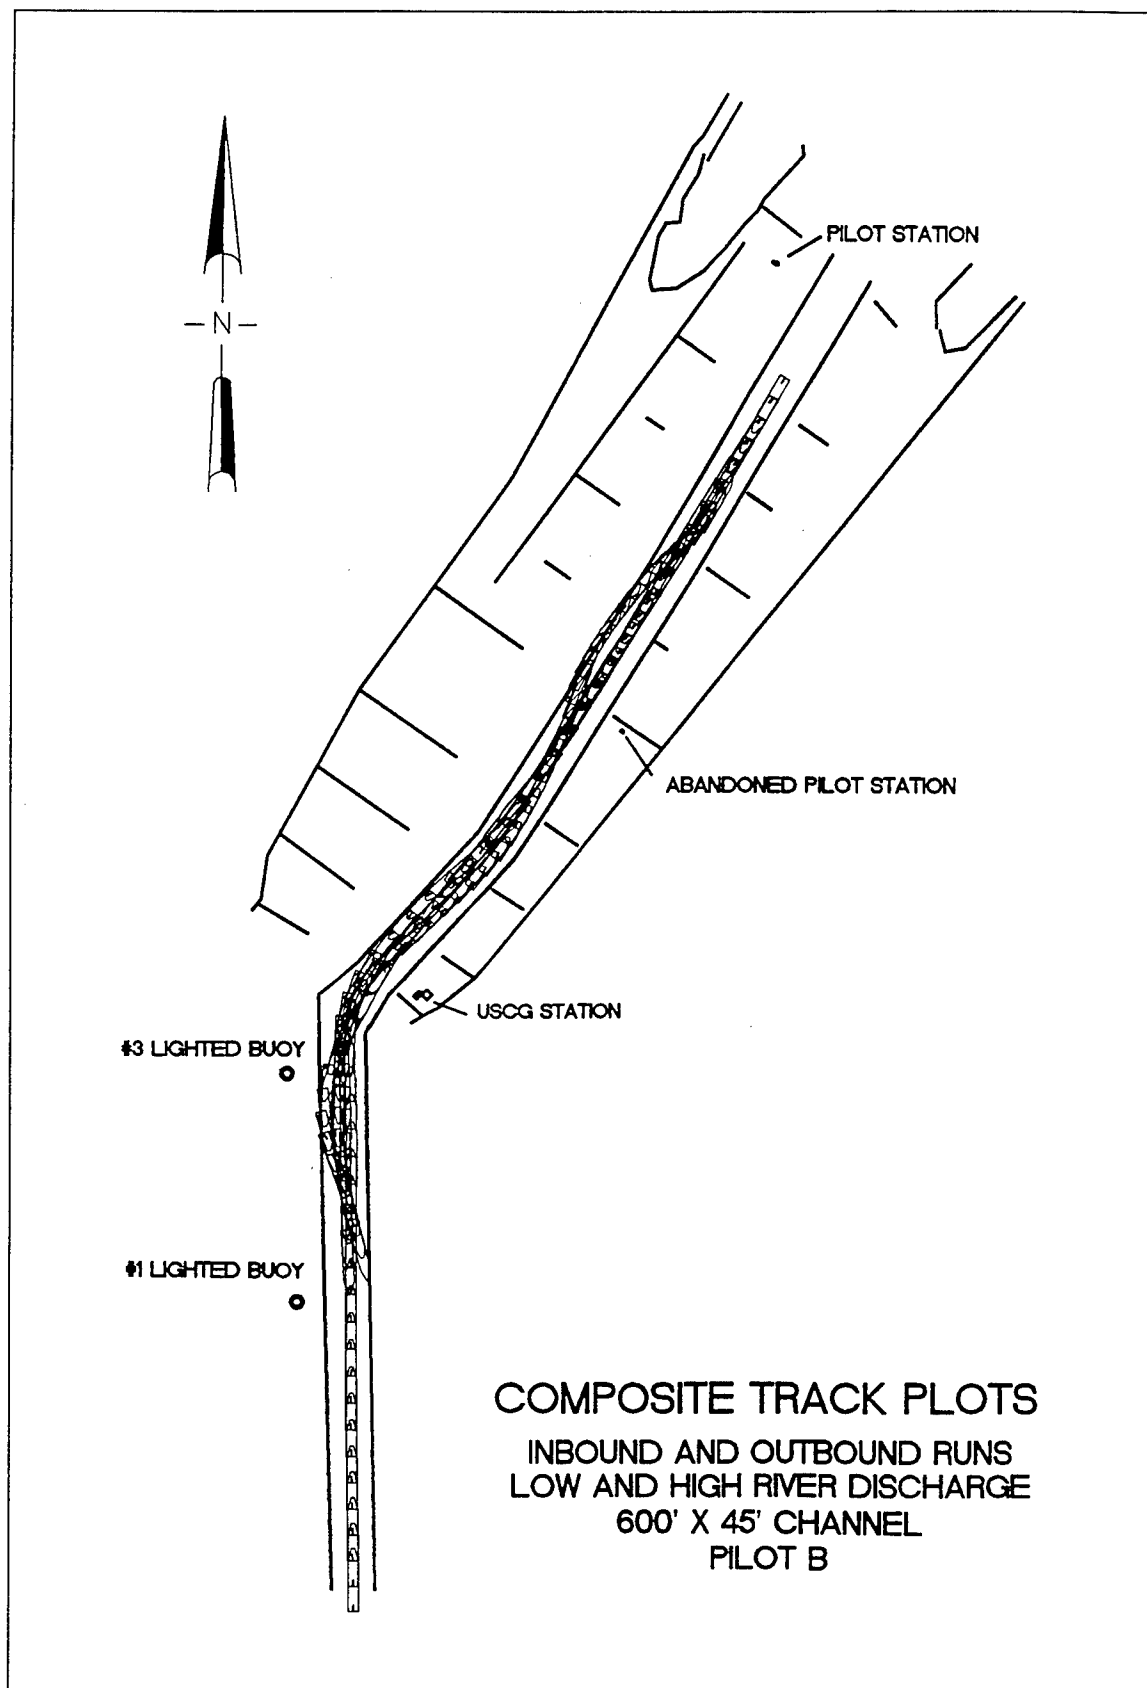 PILOT STATION
— N —
ABANDONED PILOT STATION
USCG STATION
#3 LIGHTED BUOY
#1 LIGHTED BUOY
COMPOSITE TRACK PLOTS
INBOUND AND OUTBOUND RUNS
LOW AND HIGH RIVER DISCHARGE
600' X 45' CHANNEL
PILOT B